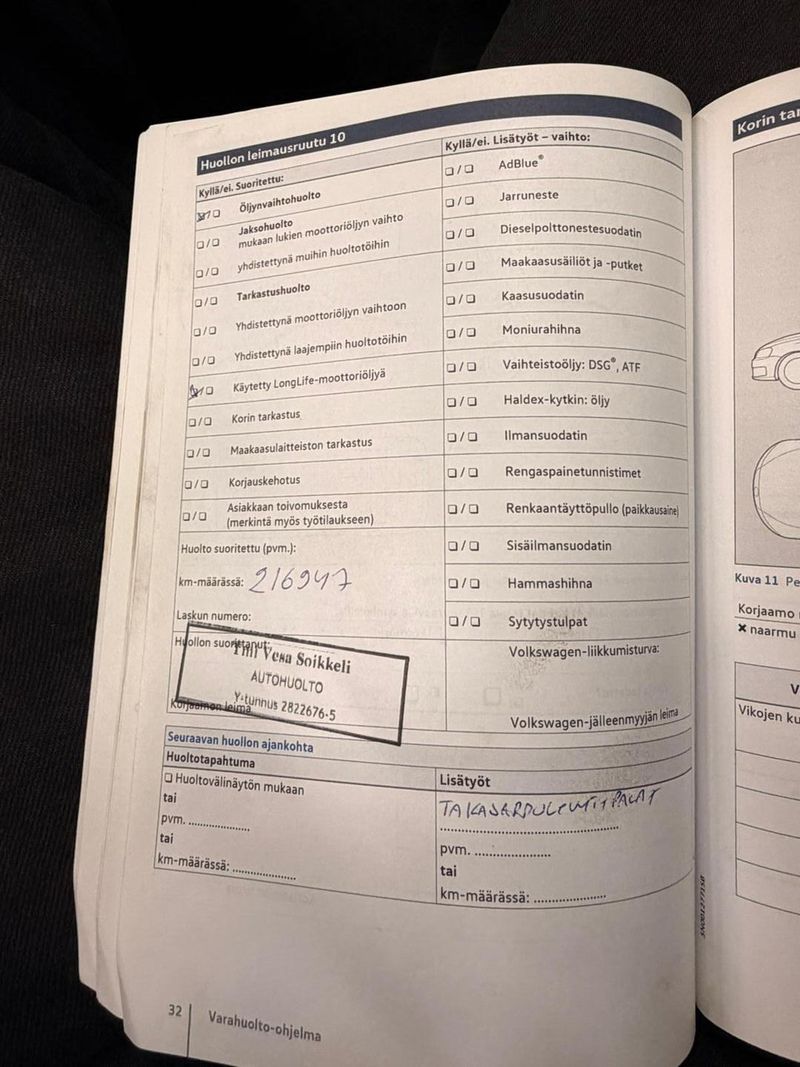 Huollon leimausruutu 10
Kyllä/ei. Suoritettu:
☑/❑ Öljynvaihtohuolto
❑/❑ Jaksohuolto
mukaan lukien moottoriöljyn vaihto
❑/❑ yhdistettynä muihin huoltotöihin
❑/❑ Tarkastushuolto
❑/❑ Yhdistettynä moottoriöljyn vaihtoon
❑/❑ Yhdistettynä laajempiin huoltotöihin
☑/❑ Käytetty LongLife-moottoriöljyä
❑/❑ Korin tarkastus
❑/❑ Maakaasulaitteiston tarkastus
❑/❑ Korjauskehotus
❑/❑ Asiakkaan toivomuksesta
(merkintä myös työtilaukseen)
Huolto suoritettu (pvm.):
km-määrässä: 216947
Laskun numero:
Huollon suorittanut:
Tmi Vesa Soikkeli
AUTOHUOLTO
Y-tunnus 2822676-5
Korjaamon leima
Kyllä/ei. Lisätyöt – vaihto:
❑/❑ AdBlue®
❑/❑ Jarruneste
❑/❑ Dieselpolttonestesuodatin
❑/❑ Maakaasusäiliöt ja -putket
❑/❑ Kaasusuodatin
❑/❑ Moniurahihna
❑/❑ Vaihteistoöljy: DSG®, ATF
❑/❑ Haldex-kytkin: öljy
❑/❑ Ilmansuodatin
❑/❑ Rengaspainetunnistimet
❑/❑ Renkaantäyttöpullo (paikkausaine)
❑/❑ Sisäilmansuodatin
❑/❑ Hammashihna
❑/❑ Sytytystulpat
Volkswagen-liikkumisturva:
Volkswagen-jälleenmyyjän leima
Seuraavan huollon ajankohta
Huoltotapahtuma
❑ Huoltovälinäytön mukaan
tai
pvm. ....................
tai
km-määrässä: ....................
Lisätyöt
pvm. ....................
tai
km-määrässä: ....................
32
Varahuolto-ohjelma
Korin tar
Kuva 11 Pe
Korjaamo
✖ naarmu
V
Vikojen ku